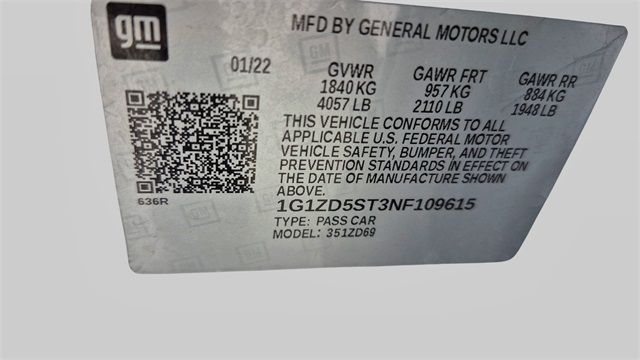 gm
MFD BY GENERAL MOTORS LLC
01/22 GVWR GAWR FRT GAWR RR
1840 KG 957 KG 884 KG
4057 LB 2110 LB 1948 LB
THIS VEHICLE CONFORMS TO ALL
APPLICABLE U.S. FEDERAL MOTOR
VEHICLE SAFETY, BUMPER, AND THEFT
PREVENTION STANDARDS IN EFFECT ON
THE DATE OF MANUFACTURE SHOWN
ABOVE.
636R
1G1ZD5ST3NF109615
TYPE: PASS CAR
MODEL: 351ZD69